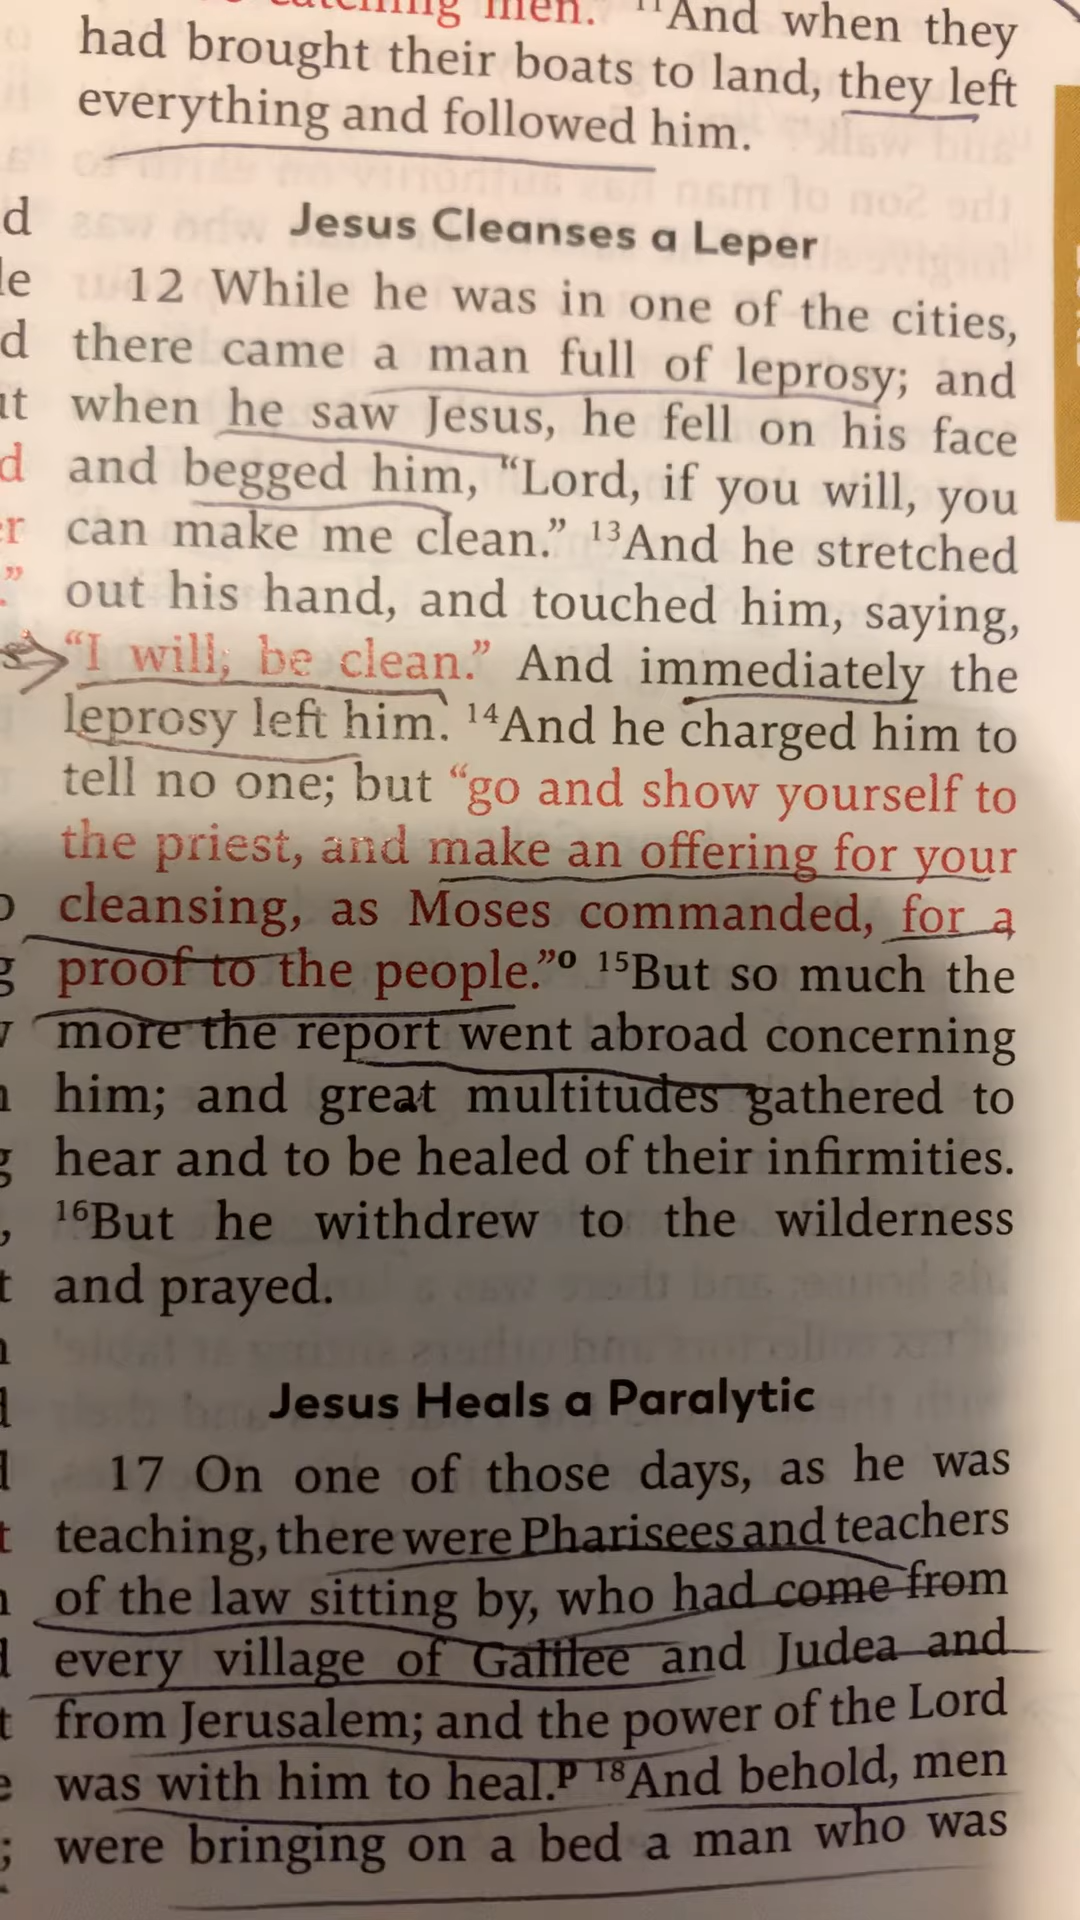 catching men." ¹¹And when they
had brought their boats to land, they left
everything and followed him.
Jesus Cleanses a Leper
12 While he was in one of the cities,
there came a man full of leprosy; and
when he saw Jesus, he fell on his face
and begged him, "Lord, if you will, you
can make me clean." ¹³And he stretched
out his hand, and touched him, saying,
"I will; be clean." And immediately the
leprosy left him. ¹⁴And he charged him to
tell no one; but "go and show yourself to
the priest, and make an offering for your
cleansing, as Moses commanded, for a
proof to the people."ᵒ ¹⁵But so much the
more the report went abroad concerning
him; and great multitudes gathered to
hear and to be healed of their infirmities.
¹⁶But he withdrew to the wilderness
and prayed.
Jesus Heals a Paralytic
17 On one of those days, as he was
teaching, there were Pharisees and teachers
of the law sitting by, who had come from
every village of Galilee and Judea and
from Jerusalem; and the power of the Lord
was with him to heal.ᵖ ¹⁸And behold, men
were bringing on a bed a man who was